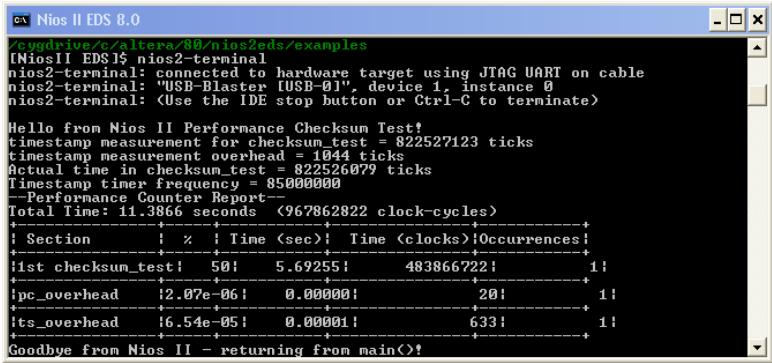 Nios II EDS 8.0
/cygdrive/c/altera/80/nios2eds/examples
[NiosII EDS]$ nios2-terminal
nios2-terminal: connected to hardware target using JTAG UART on cable
nios2-terminal: "USB-Blaster [USB-0]", device 1, instance 0
nios2-terminal: (Use the IDE stop button or Ctrl-C to terminate)
Hello from Nios II Performance Checksum Test!
timestamp measurement for checksum_test = 822527123 ticks
timestamp measurement overhead = 1044 ticks
Actual time in checksum_test = 822526079 ticks
Timestamp timer frequency = 85000000
--Performance Counter Report--
Total Time: 11.3866 seconds  (967862822 clock-cycles)
+---------------+-----+-----------+---------------+-----------+
| Section       |  %  | Time (sec)|  Time (clocks)|Occurrences|
+---------------+-----+-----------+---------------+-----------+
|1st checksum_test|   50|    5.69255|      483866722|          1|
+---------------+-----+-----------+---------------+-----------+
|pc_overhead    |2.07e-06|    0.00000|             20|          1|
+---------------+-----+-----------+---------------+-----------+
|ts_overhead    |6.54e-05|    0.00001|            633|          1|
+---------------+-----+-----------+---------------+-----------+
Goodbye from Nios II - returning from main()!